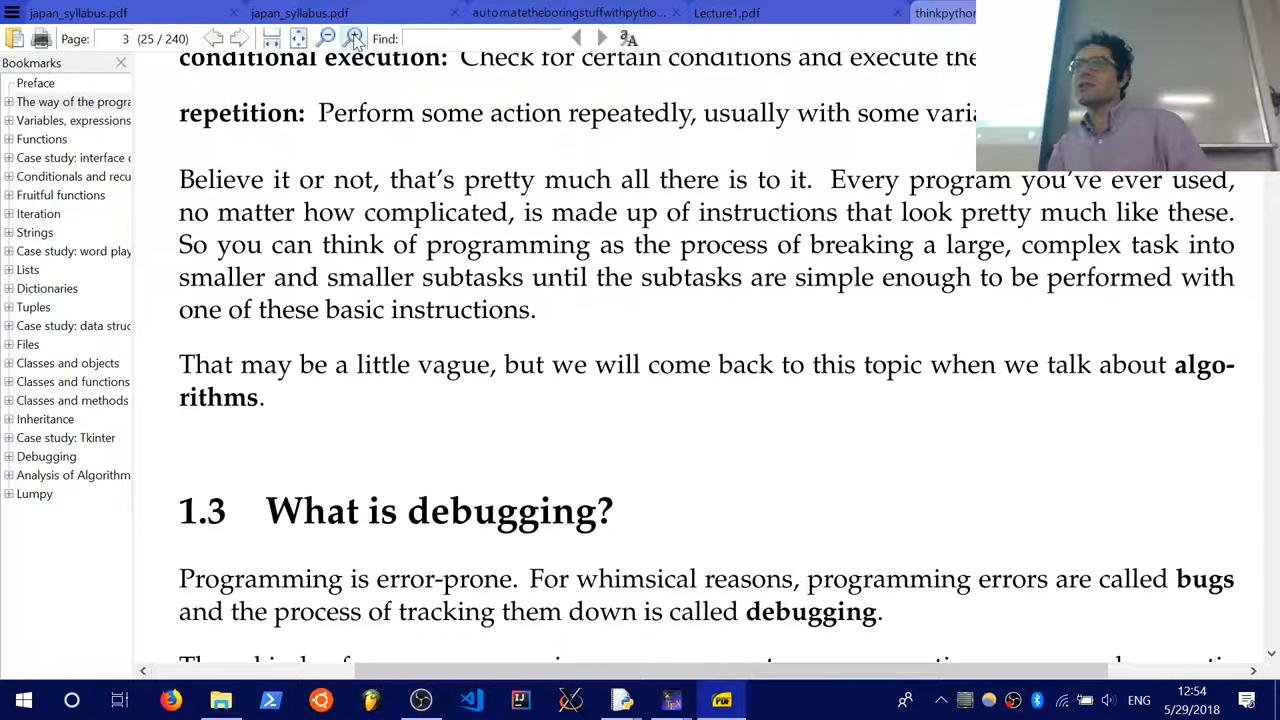 japan_syllabus.pdf
japan_syllabus.pdf
automatetheboringstuffwithpytho...
Lecture1.pdf
thinkpython
Page: 3 (25 / 240)
Find:
Bookmarks
Preface
The way of the progra
Variables, expressions
Functions
Case study: interface
Conditionals and recu
Fruitful functions
Iteration
Strings
Case study: word play
Lists
Dictionaries
Tuples
Case study: data struc
Files
Classes and objects
Classes and functions
Classes and methods
Inheritance
Case study: Tkinter
Debugging
Analysis of Algorithm
Lumpy
conditional execution: Check for certain conditions and execute the
repetition: Perform some action repeatedly, usually with some varia
Believe it or not, that's pretty much all there is to it. Every program you've ever used,
no matter how complicated, is made up of instructions that look pretty much like these.
So you can think of programming as the process of breaking a large, complex task into
smaller and smaller subtasks until the subtasks are simple enough to be performed with
one of these basic instructions.
That may be a little vague, but we will come back to this topic when we talk about algo-
rithms.
1.3 What is debugging?
Programming is error-prone. For whimsical reasons, programming errors are called bugs
and the process of tracking them down is called debugging.
ENG
12:54
5/29/2018